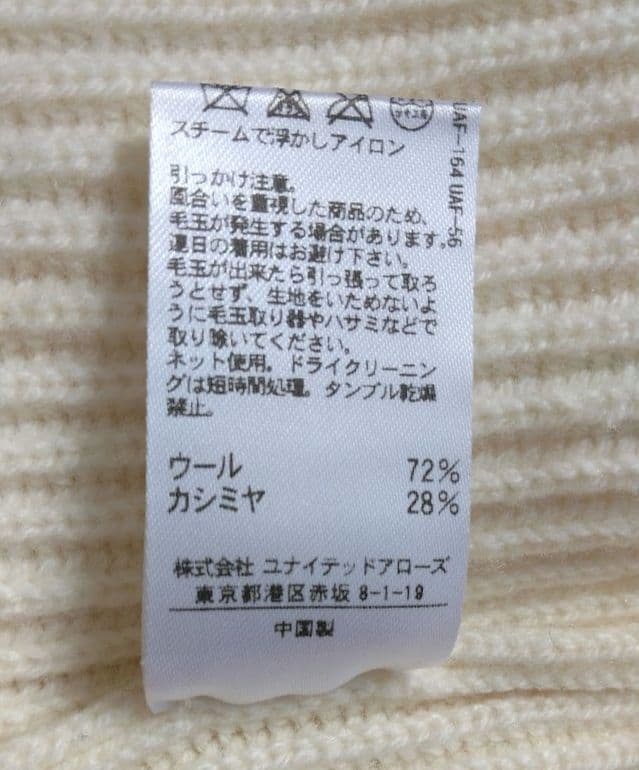 スチームで浮かしアイロン
引っかけ注意。
風合いを重視した商品のため、
毛玉が発生する場合があります。
連日の着用はお避け下さい。
毛玉が出来たら引っ張って取ろ
うとせず、生地をいためないよ
うに毛玉取り器やハサミなどで
取り除いてください。
ネット使用。ドライクリーニン
グは短時間処理。タンブル乾燥
禁止。
ウール 72%
カシミヤ 28%
株式会社 ユナイテッドアローズ
東京都港区赤坂 8-1-19
中国製
UAF-164 UAF-56